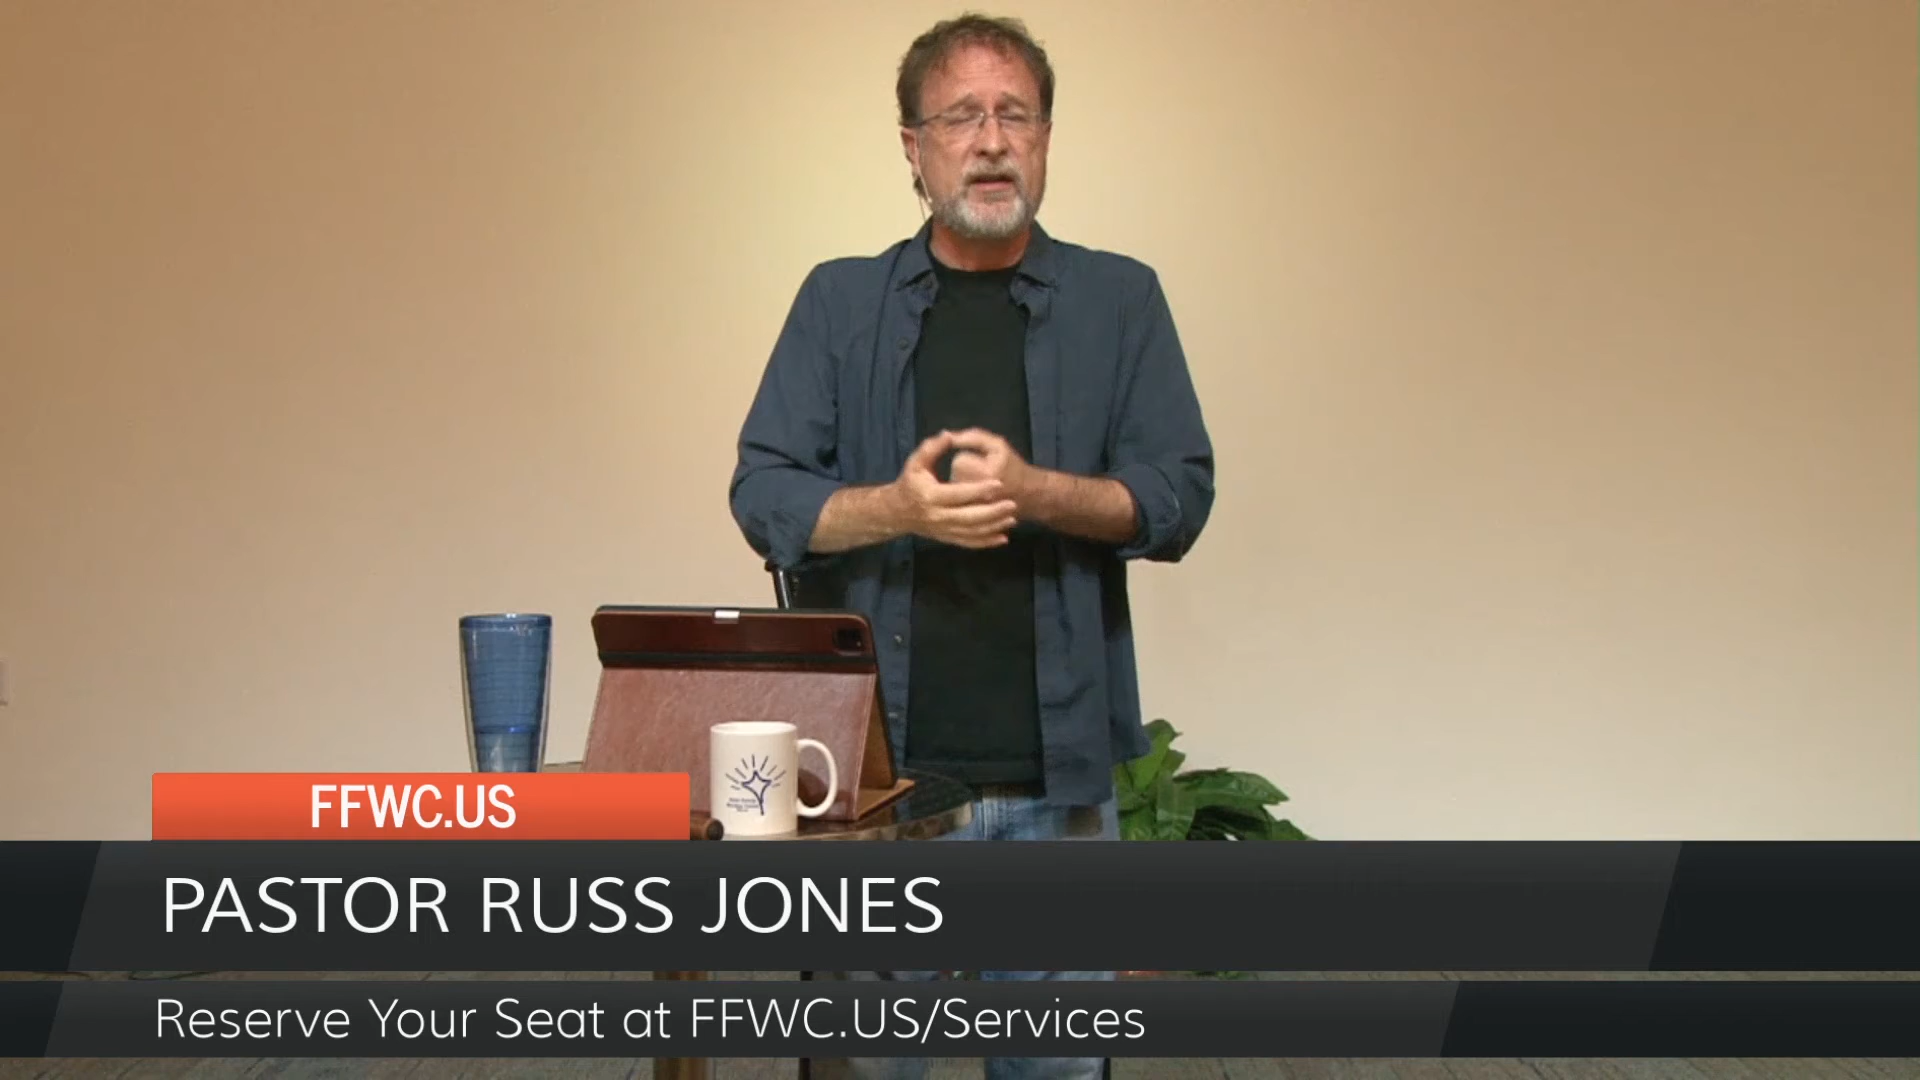 FFWC.US
PASTOR RUSS JONES
Reserve Your Seat at FFWC.US/Services